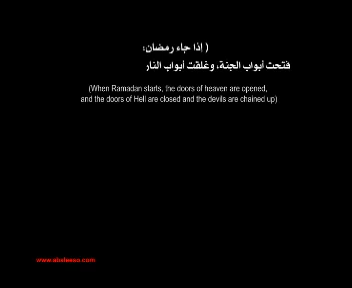 ( إذا جاء رمضان؛
فتحت أبواب الجنة، وغلقت أبواب النار
(When Ramadan starts, the doors of heaven are opened,
and the doors of Hell are closed and the devils are chained up)
www.abaleesa.com